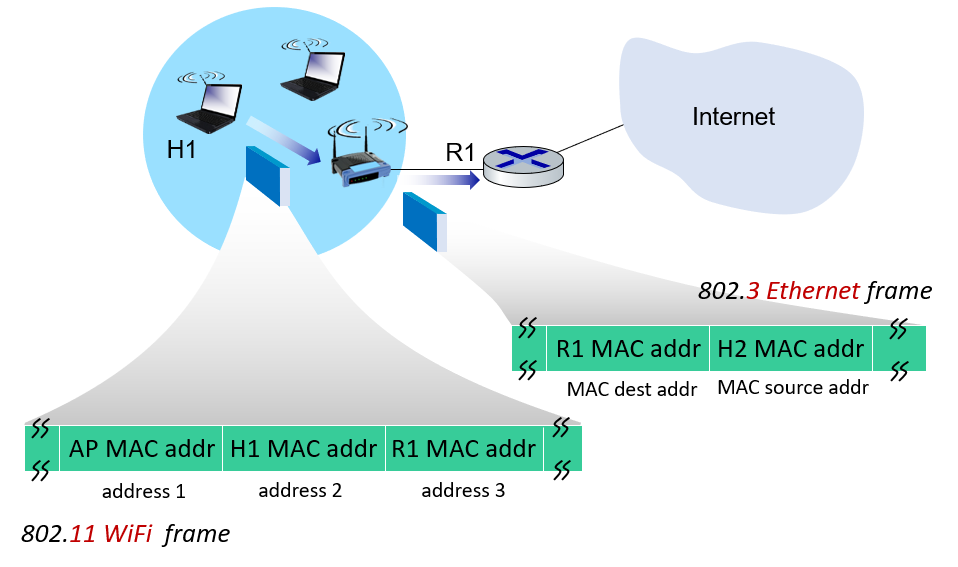 H1
R1
Internet
802.3 Ethernet frame
R1 MAC addr H2 MAC addr
MAC dest addr MAC source addr
AP MAC addr H1 MAC addr R1 MAC addr
address 1 address 2 address 3
802.11 WiFi frame